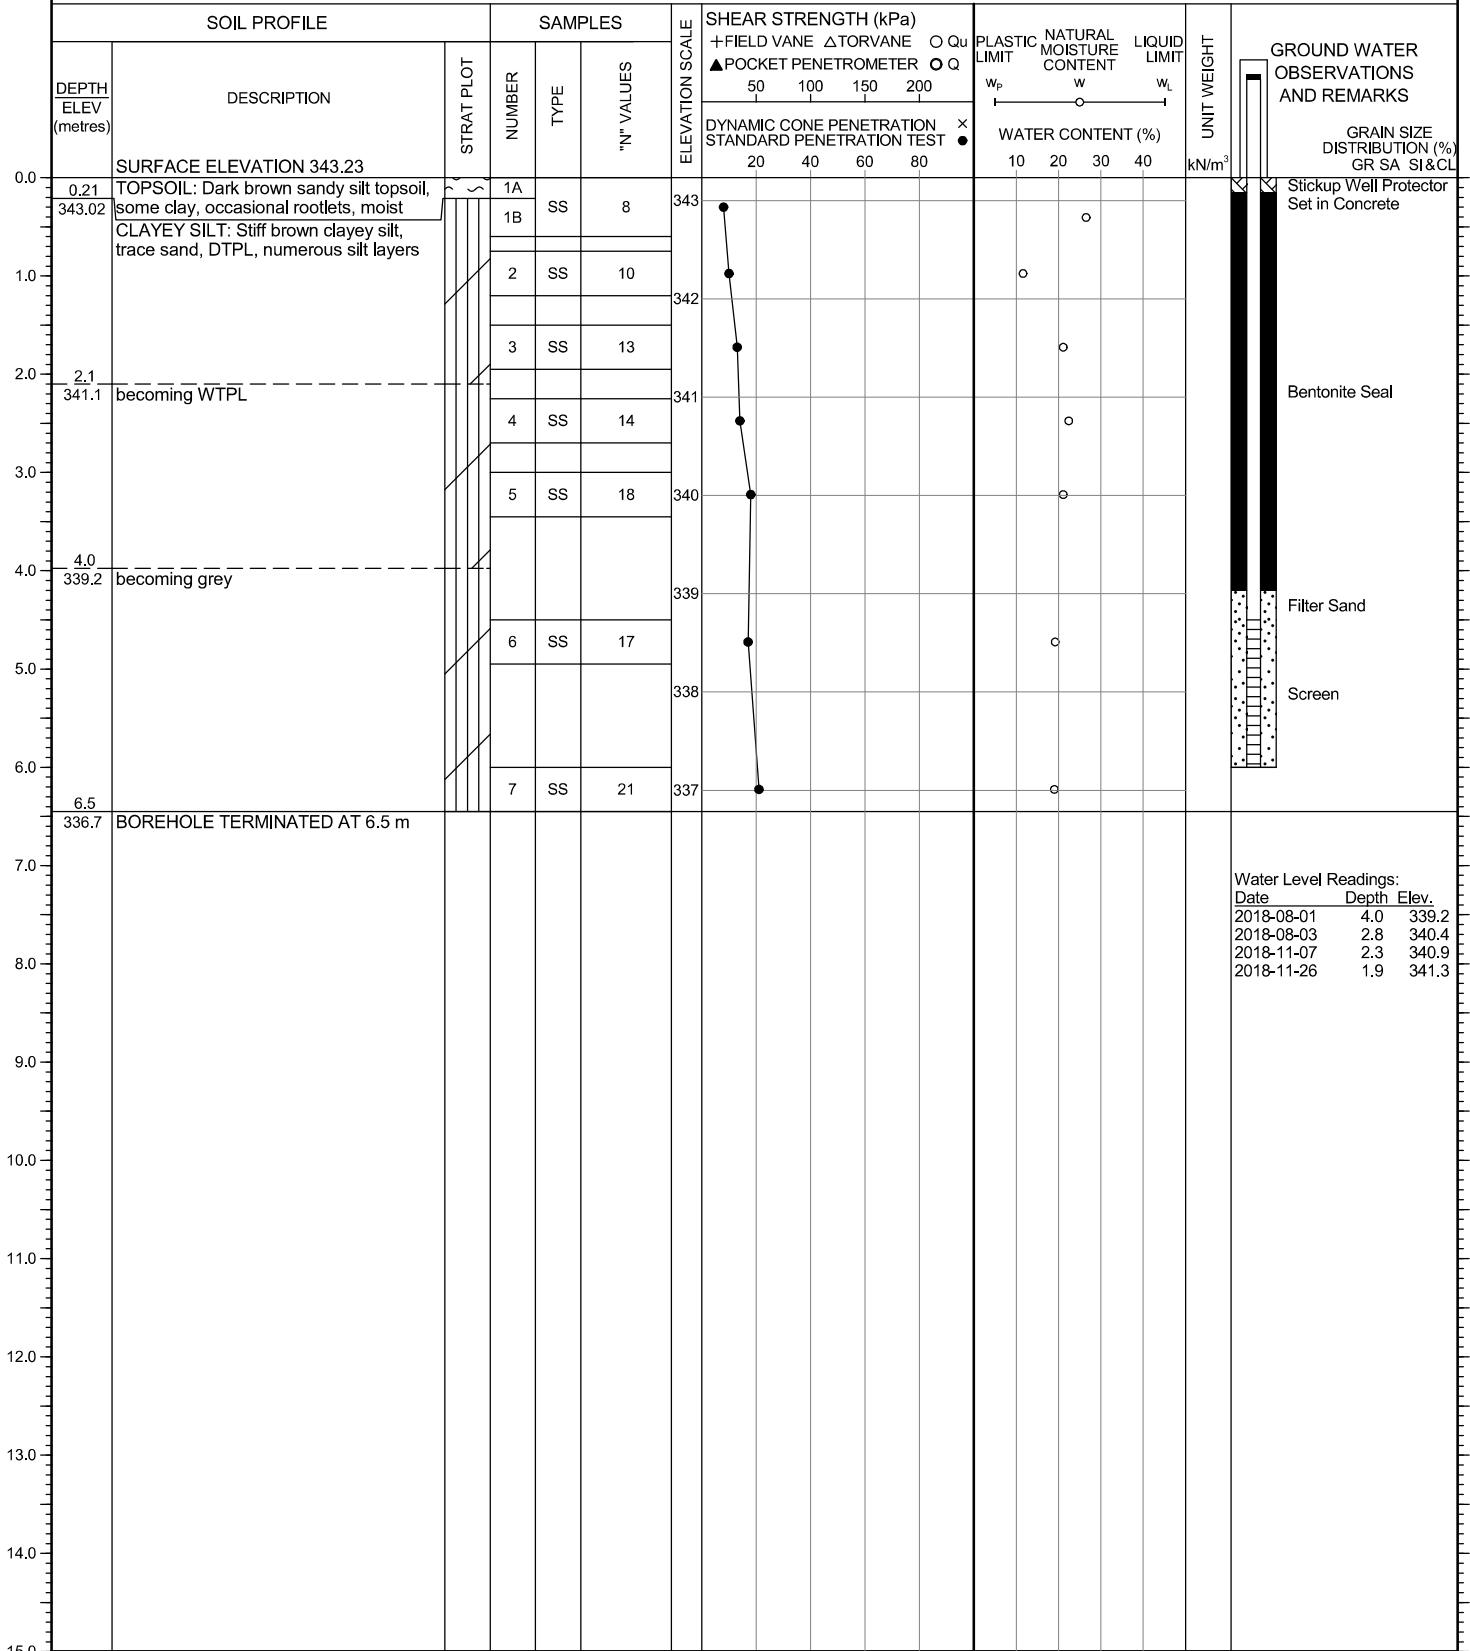 SOIL PROFILE
SAMPLES
DEPTH
ELEV
(metres)
DESCRIPTION
STRAT PLOT
NUMBER
TYPE
"N" VALUES
ELEVATION SCALE
SHEAR STRENGTH (kPa)
+FIELD VANE △TORVANE ○ Qu
▲POCKET PENETROMETER ○ Q
50 100 150 200
DYNAMIC CONE PENETRATION ×
STANDARD PENETRATION TEST ●
20 40 60 80
PLASTIC LIMIT
NATURAL MOISTURE CONTENT
LIQUID LIMIT
WP W WL
WATER CONTENT (%)
10 20 30 40
UNIT WEIGHT
kN/m³
GROUND WATER
OBSERVATIONS
AND REMARKS
GRAIN SIZE
DISTRIBUTION (%)
GR SA SI&CL
SURFACE ELEVATION 343.23
0.0
0.21
343.02
TOPSOIL: Dark brown sandy silt topsoil,
some clay, occasional rootlets, moist
CLAYEY SILT: Stiff brown clayey silt,
trace sand, DTPL, numerous silt layers
1A
1B
SS
8
343
Stickup Well Protector
Set in Concrete
1.0
2 SS 10
342
3 SS 13
2.0
2.1
341.1
becoming WTPL
341
Bentonite Seal
4 SS 14
3.0
5 SS 18
340
4.0
4.0
339.2
becoming grey
339
Filter Sand
6 SS 17
5.0
338
Screen
6.0
7 SS 21
337
6.5
336.7
BOREHOLE TERMINATED AT 6.5 m
7.0
Water Level Readings:
Date Depth Elev.
2018-08-01 4.0 339.2
2018-08-03 2.8 340.4
2018-11-07 2.3 340.9
2018-11-26 1.9 341.3
8.0
9.0
10.0
11.0
12.0
13.0
14.0
15.0